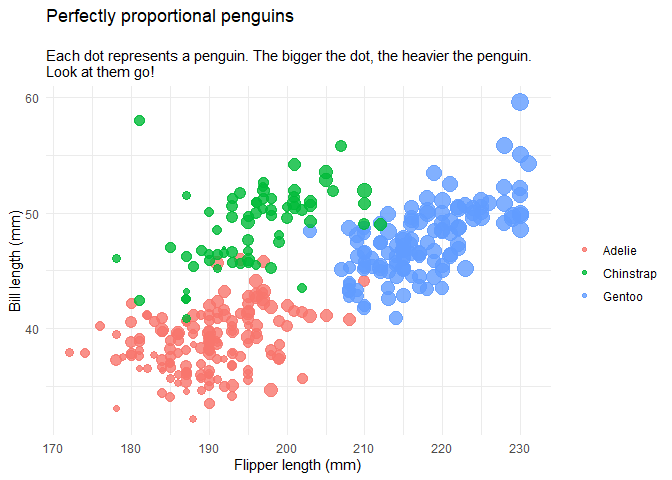 Perfectly proportional penguins
Each dot represents a penguin. The bigger the dot, the heavier the penguin.
Look at them go!
60
50
40
Bill length (mm)
Adelie
Chinstrap
Gentoo
170 180 190 200 210 220 230
Flipper length (mm)